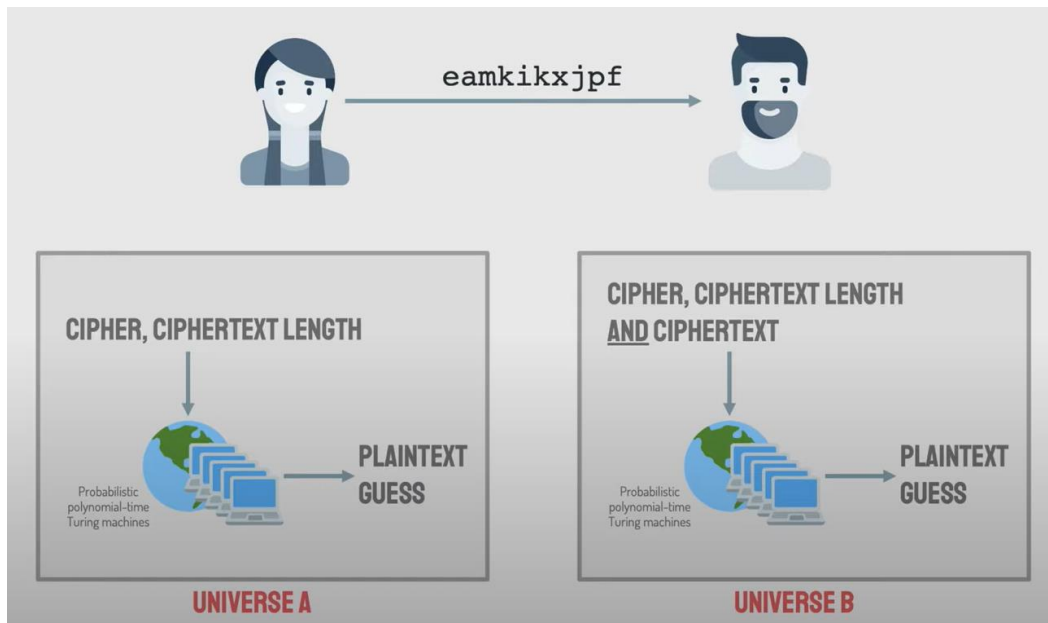 eamkikxjpf
CIPHER, CIPHERTEXT LENGTH
Probabilistic
polynomial-time
Turing machines
PLAINTEXT
GUESS
UNIVERSE A
CIPHER, CIPHERTEXT LENGTH
AND CIPHERTEXT
Probabilistic
polynomial-time
Turing machines
PLAINTEXT
GUESS
UNIVERSE B